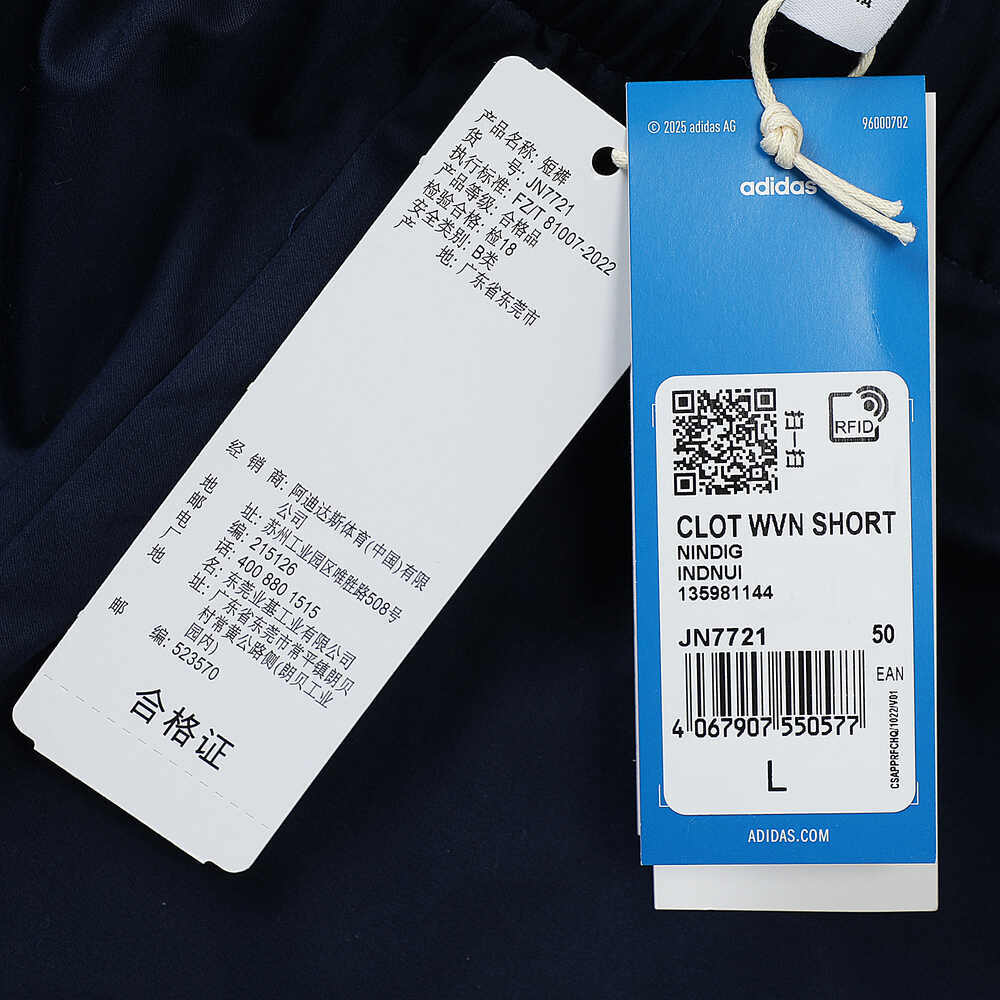 产品名称: 短裤
货 号: JN7721
执行标准: FZ/T 81007-2022
产品等级: 合格品
检验合格: 检18
安全类别: B类
产 地: 广东省东莞市
经 销 商: 阿迪达斯体育(中国)有限
公司
地 址: 苏州工业园区唯胜路508号
邮 编: 215126
电 话: 400 880 1515
厂 名: 东莞业基工业有限公司
地 址: 广东省东莞市常平镇朗贝
村常黄公路侧(朗贝工业
园内)
邮 编: 523570
合格证
© 2025 adidas AG
96000702
adidas
扫一扫
RFID
CLOT WVN SHORT
NINDIG
INDNUI
135981144
JN7721 50
EAN
4 067907 550577
CSAPPRFCHQ/1022/V01
L
ADIDAS.COM